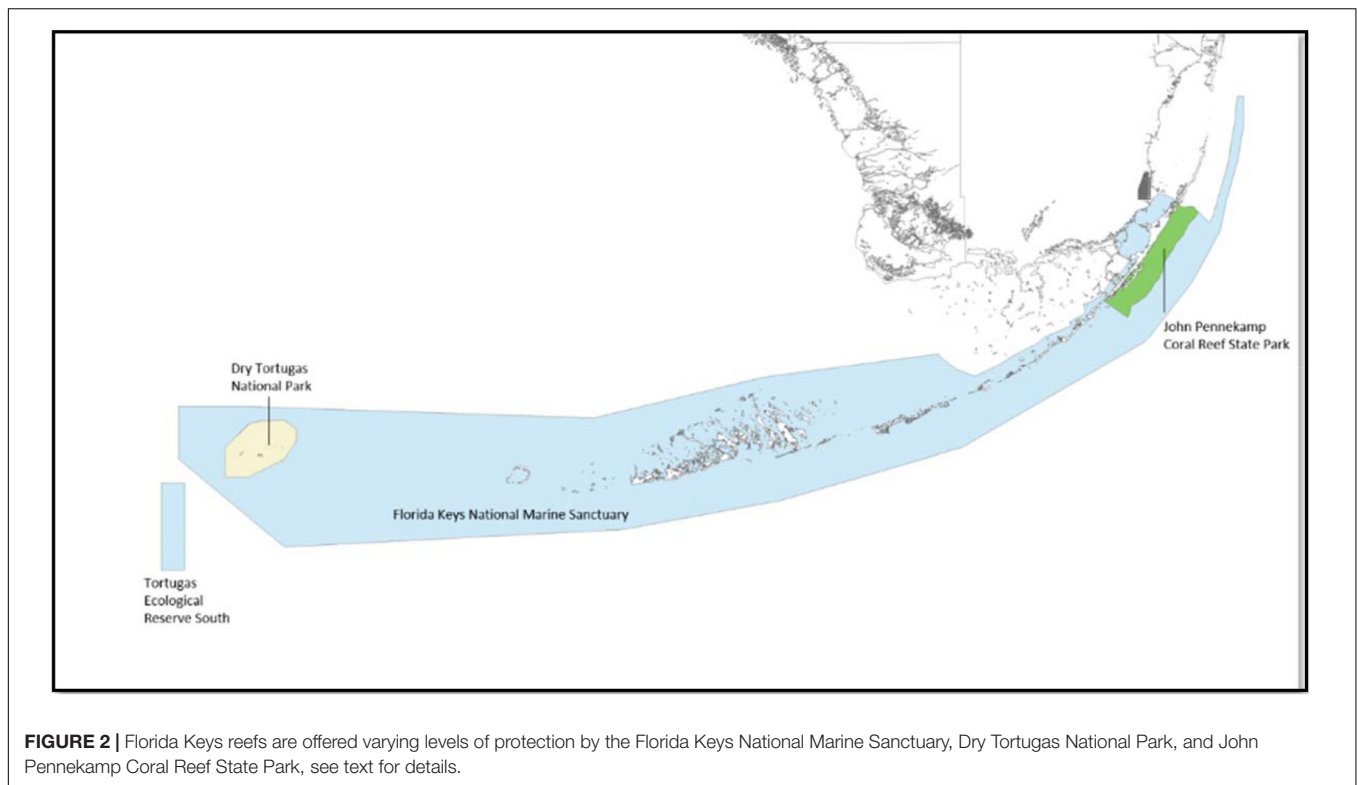 Dry Tortugas
National Park
John Pennekamp
Coral Reef State Park
Florida Keys National Marine Sanctuary
Tortugas
Ecological
Reserve South
FIGURE 2 | Florida Keys reefs are offered varying levels of protection by the Florida Keys National Marine Sanctuary, Dry Tortugas National Park, and John
Pennekamp Coral Reef State Park, see text for details.